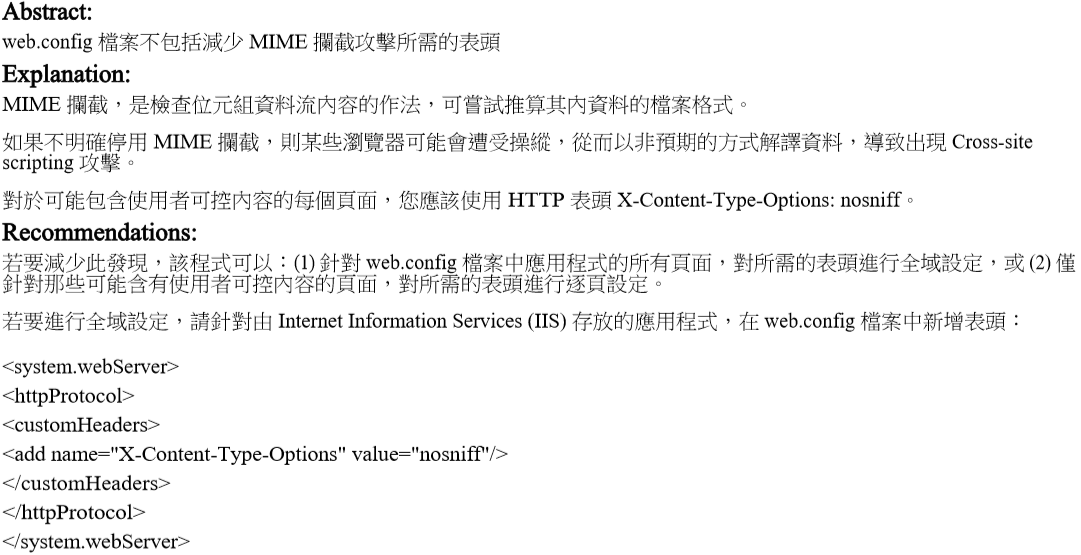 Abstract:
web.config 檔案不包括減少 MIME 攔截攻擊所需的表頭
Explanation:
MIME 攔截，是檢查位元組資料流內容的作法，可嘗試推算其內資料的檔案格式。
如果不明確停用 MIME 攔截，則某些瀏覽器可能會遭受操縱，從而以非預期的方式解譯資料，導致出現 Cross-site
scripting 攻擊。
對於可能包含使用者可控內容的每個頁面，您應該使用 HTTP 表頭 X-Content-Type-Options: nosniff。
Recommendations:
若要減少此發現，該程式可以：(1) 針對 web.config 檔案中應用程式的所有頁面，對所需的表頭進行全域設定，或 (2) 僅
針對那些可能含有使用者可控內容的頁面，對所需的表頭進行逐頁設定。
若要進行全域設定，請針對由 Internet Information Services (IIS) 存放的應用程式，在 web.config 檔案中新增表頭：
<system.webServer>
<httpProtocol>
<customHeaders>
<add name="X-Content-Type-Options" value="nosniff"/>
</customHeaders>
</httpProtocol>
</system.webServer>